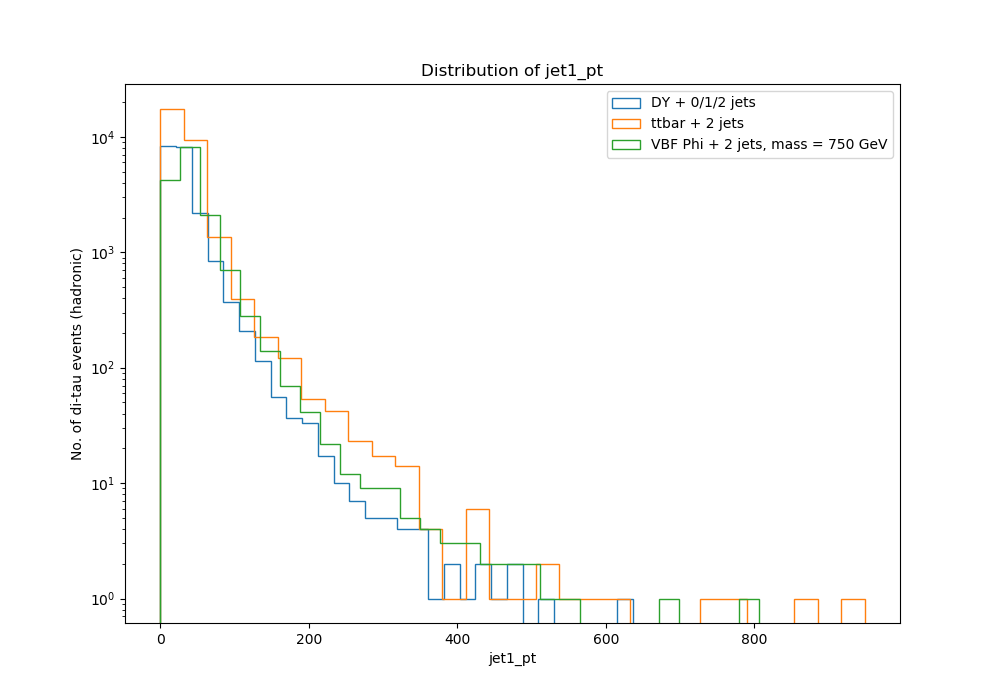 Distribution of jet1_pt
DY + 0/1/2 jets
ttbar + 2 jets
VBF Phi + 2 jets, mass = 750 GeV
No. of di-tau events (hadronic)
10⁴
10³
10²
10¹
10⁰
0 200 400 600 800
jet1_pt